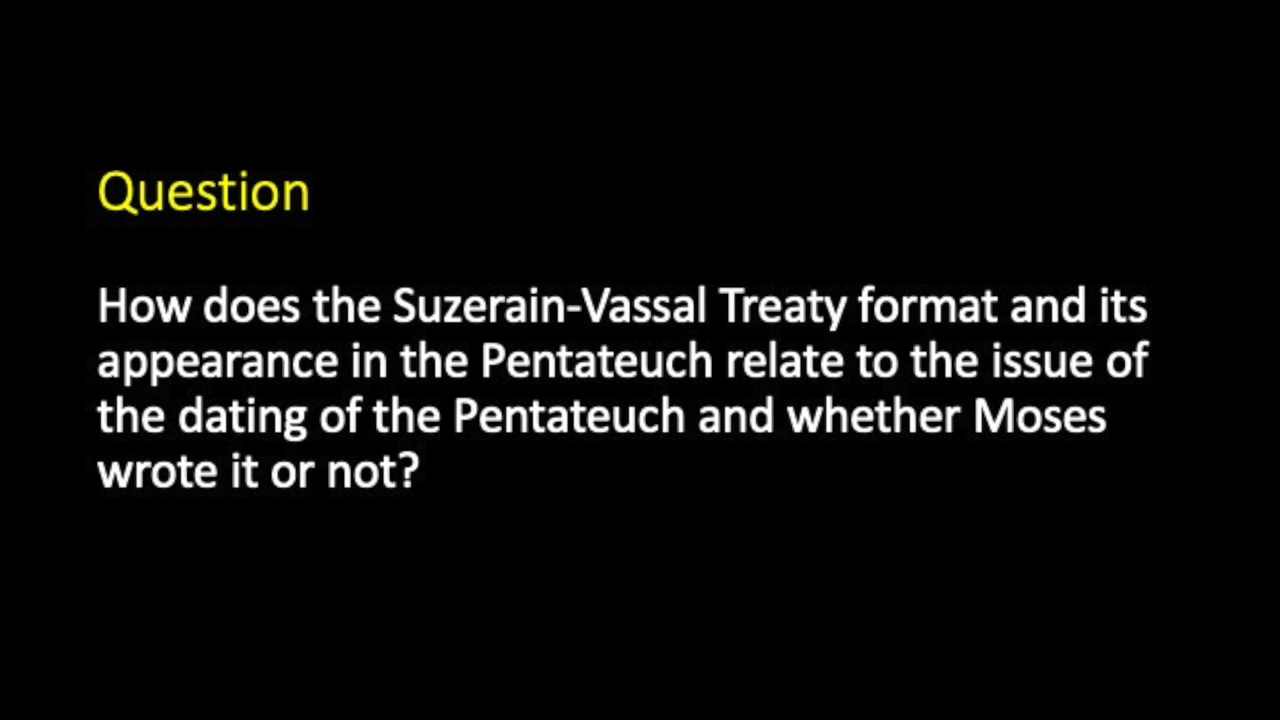 Question
How does the Suzerain-Vassal Treaty format and its
appearance in the Pentateuch relate to the issue of
the dating of the Pentateuch and whether Moses
wrote it or not?